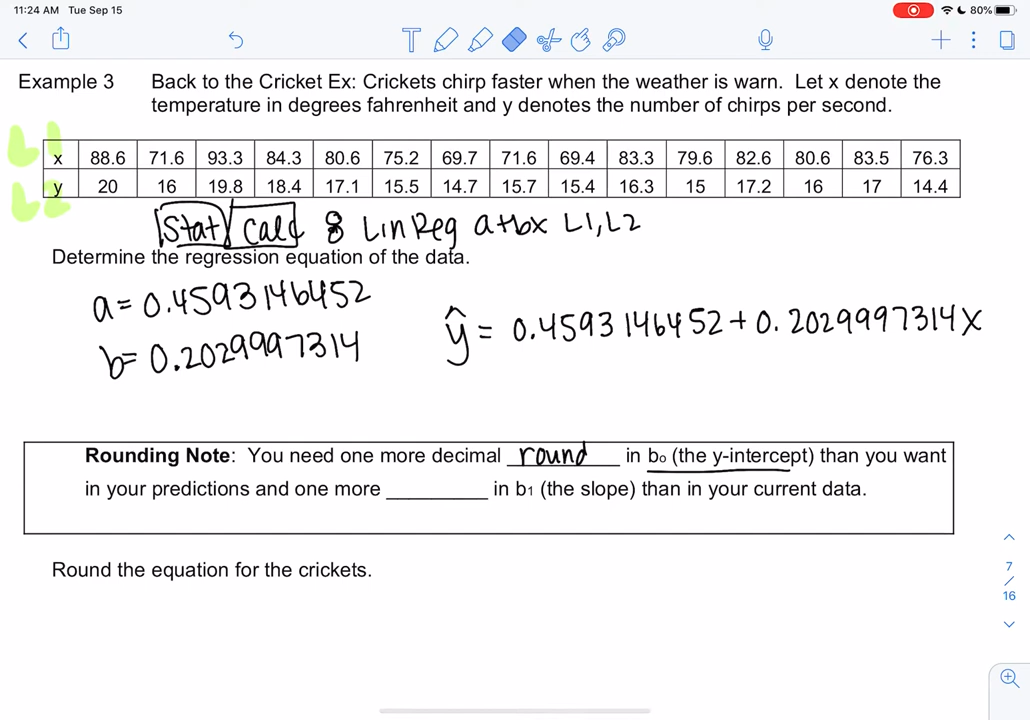 11:24 AM Tue Sep 15 80%
T
Example 3 Back to the Cricket Ex: Crickets chirp faster when the weather is warn. Let x denote the
temperature in degrees fahrenheit and y denotes the number of chirps per second.
L1 x 88.6 71.6 93.3 84.3 80.6 75.2 69.7 71.6 69.4 83.3 79.6 82.6 80.6 83.5 76.3
L2 y 20 16 19.8 18.4 17.1 15.5 14.7 15.7 15.4 16.3 15 17.2 16 17 14.4
Stat Calc 8 LinReg a+bx L1, L2
Determine the regression equation of the data.
a = 0.4593146452
b = 0.2029997314
ŷ = 0.4593146452 + 0.2029997314x
Rounding Note: You need one more decimal round in b₀ (the y-intercept) than you want
in your predictions and one more __________ in b₁ (the slope) than in your current data.
Round the equation for the crickets.
7
/
16